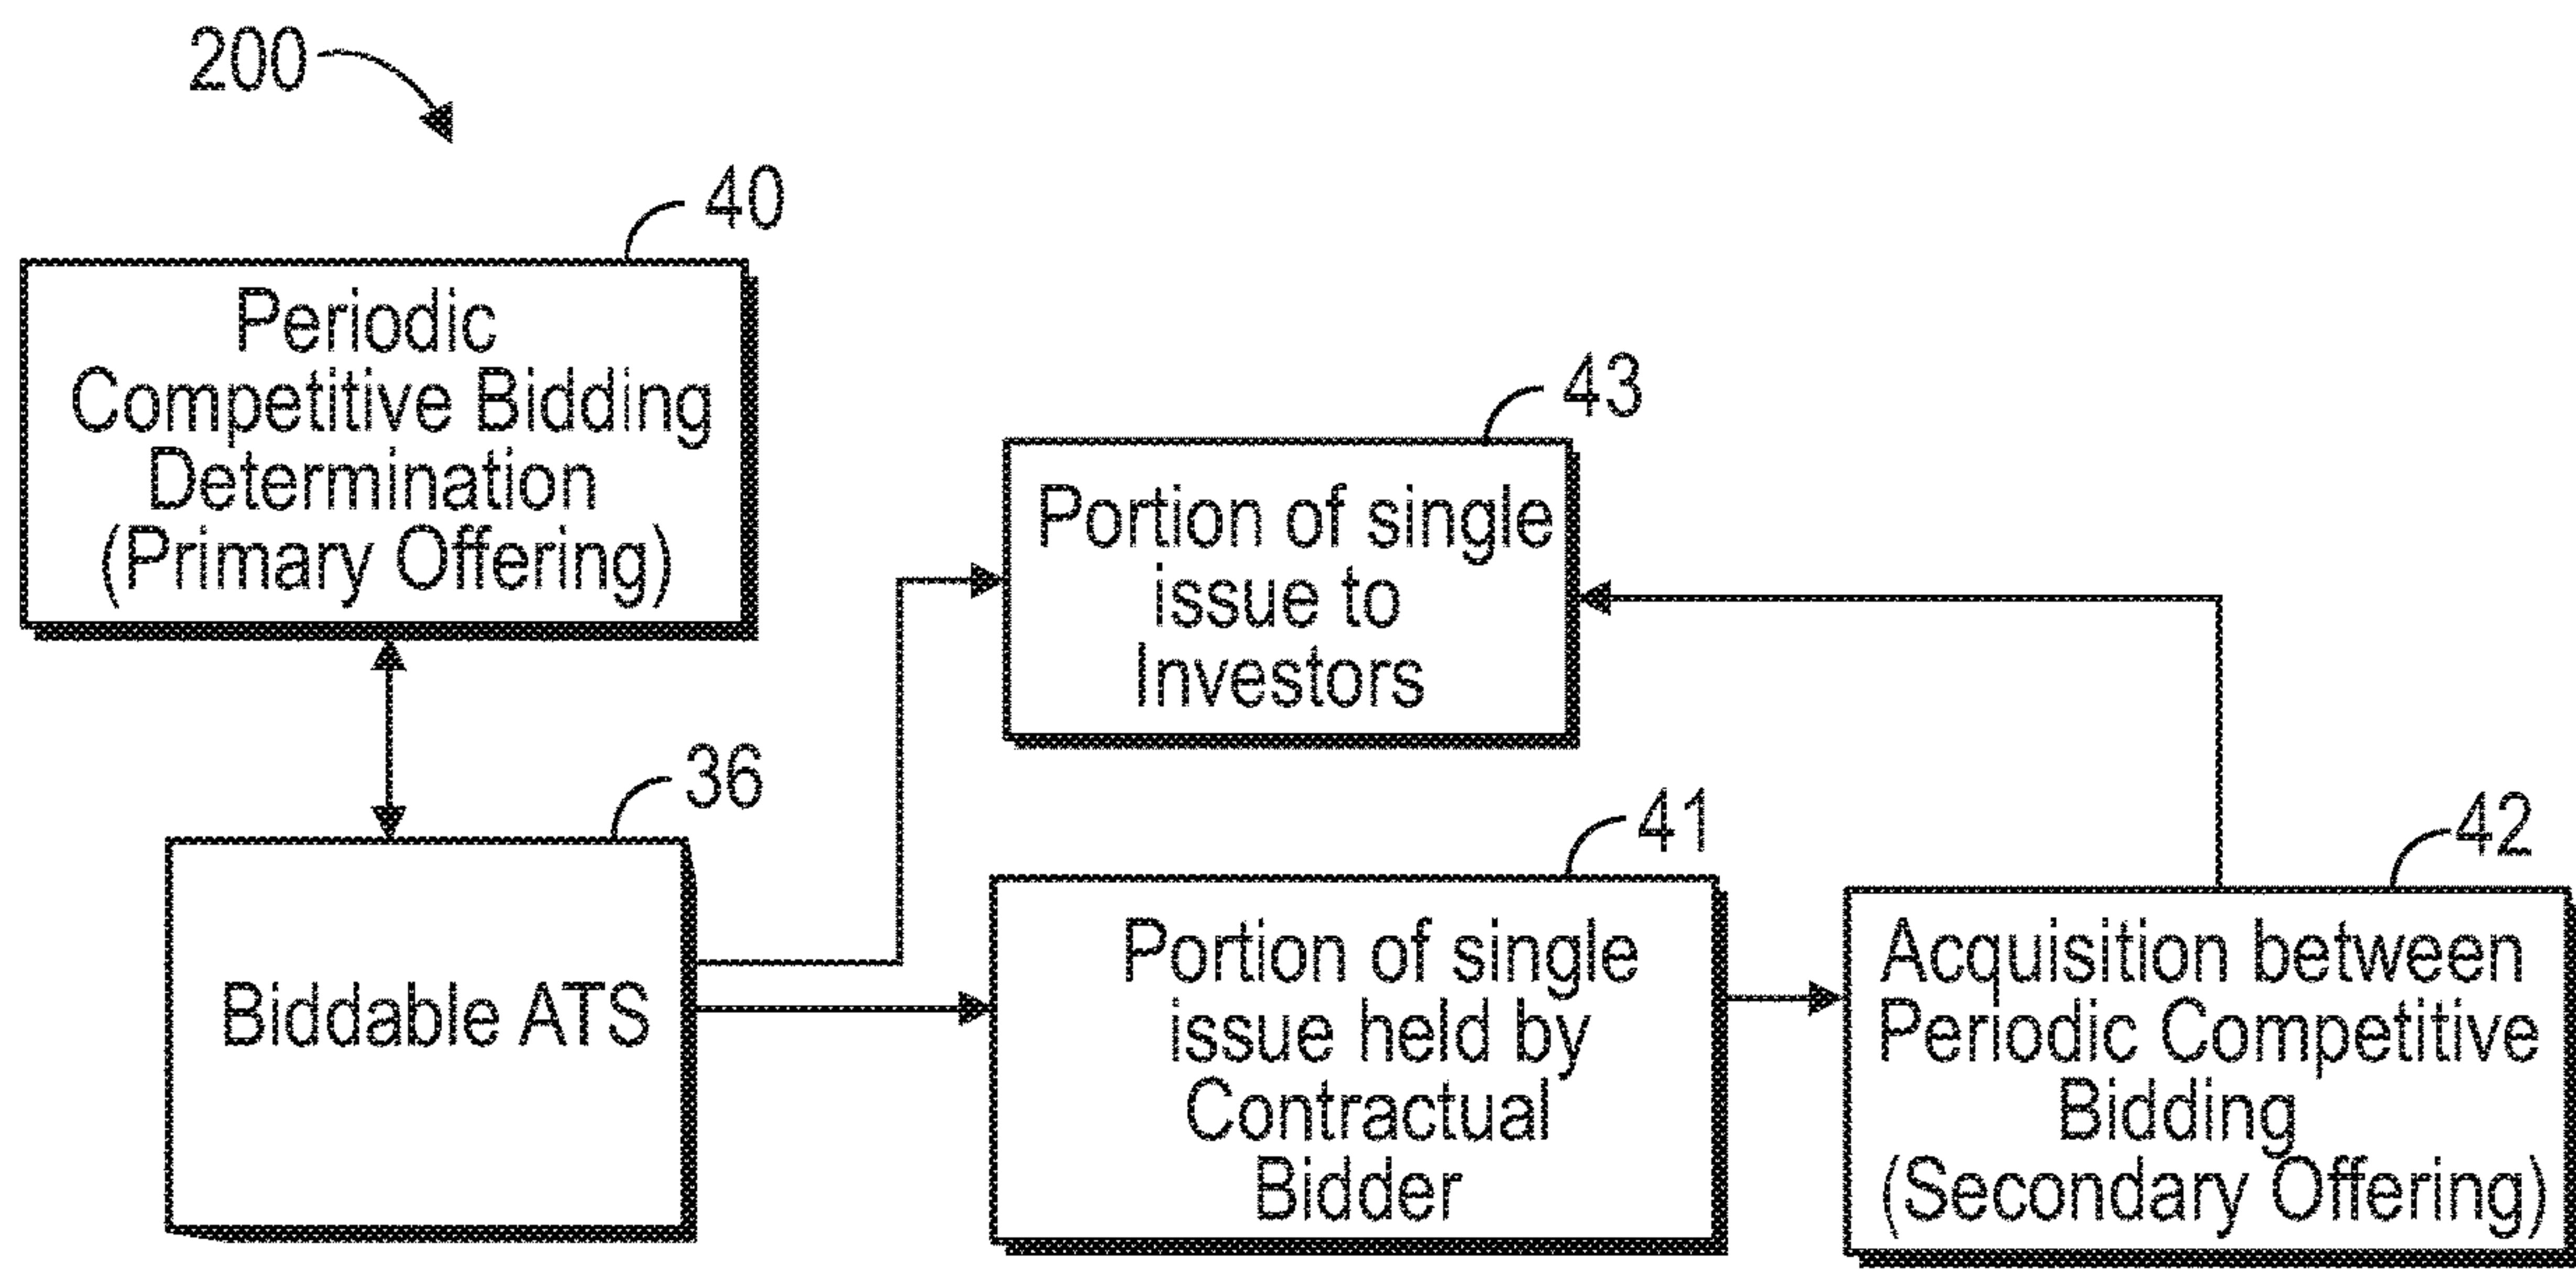 200
40
Periodic
Competitive Bidding
Determination
(Primary Offering)
43
Portion of single
issue to
Investors
36
Biddable ATS
41
Portion of single
issue held by
Contractual
Bidder
42
Acquisition between
Periodic Competitive
Bidding
(Secondary Offering)